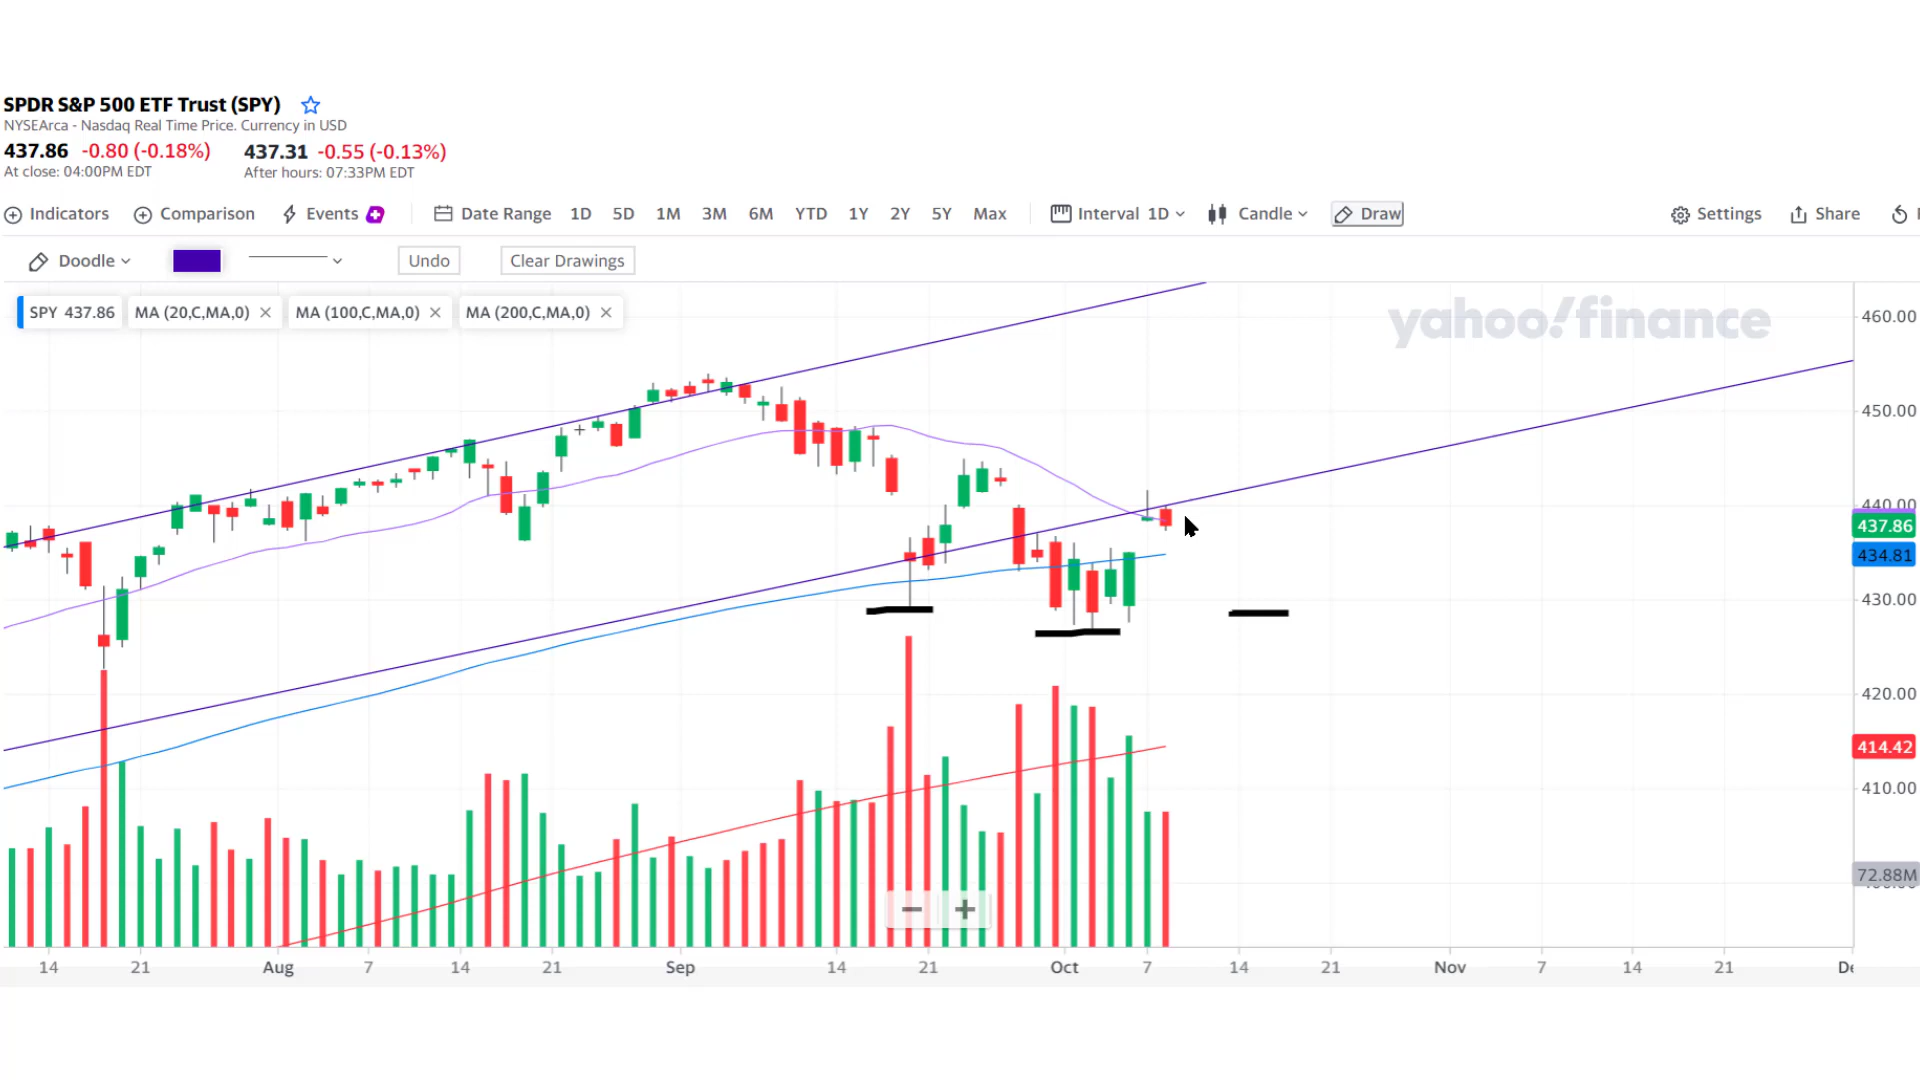 SPDR S&P 500 ETF Trust (SPY)
NYSEArca - Nasdaq Real Time Price. Currency in USD
437.86 -0.80 (-0.18%) 437.31 -0.55 (-0.13%)
At close: 04:00PM EDT After hours: 07:33PM EDT
Indicators Comparison Events Date Range 1D 5D 1M 3M 6M YTD 1Y 2Y 5Y Max Interval 1D Candle Draw Settings Share
Doodle Undo Clear Drawings
SPY 437.86 MA (20,C,MA,0) MA (100,C,MA,0) MA (200,C,MA,0)
yahoo!finance
460.00
450.00
440.00
437.86
434.81
430.00
420.00
414.42
410.00
72.88M
14 21 Aug 7 14 21 Sep 14 21 Oct 7 14 21 Nov 7 14 21